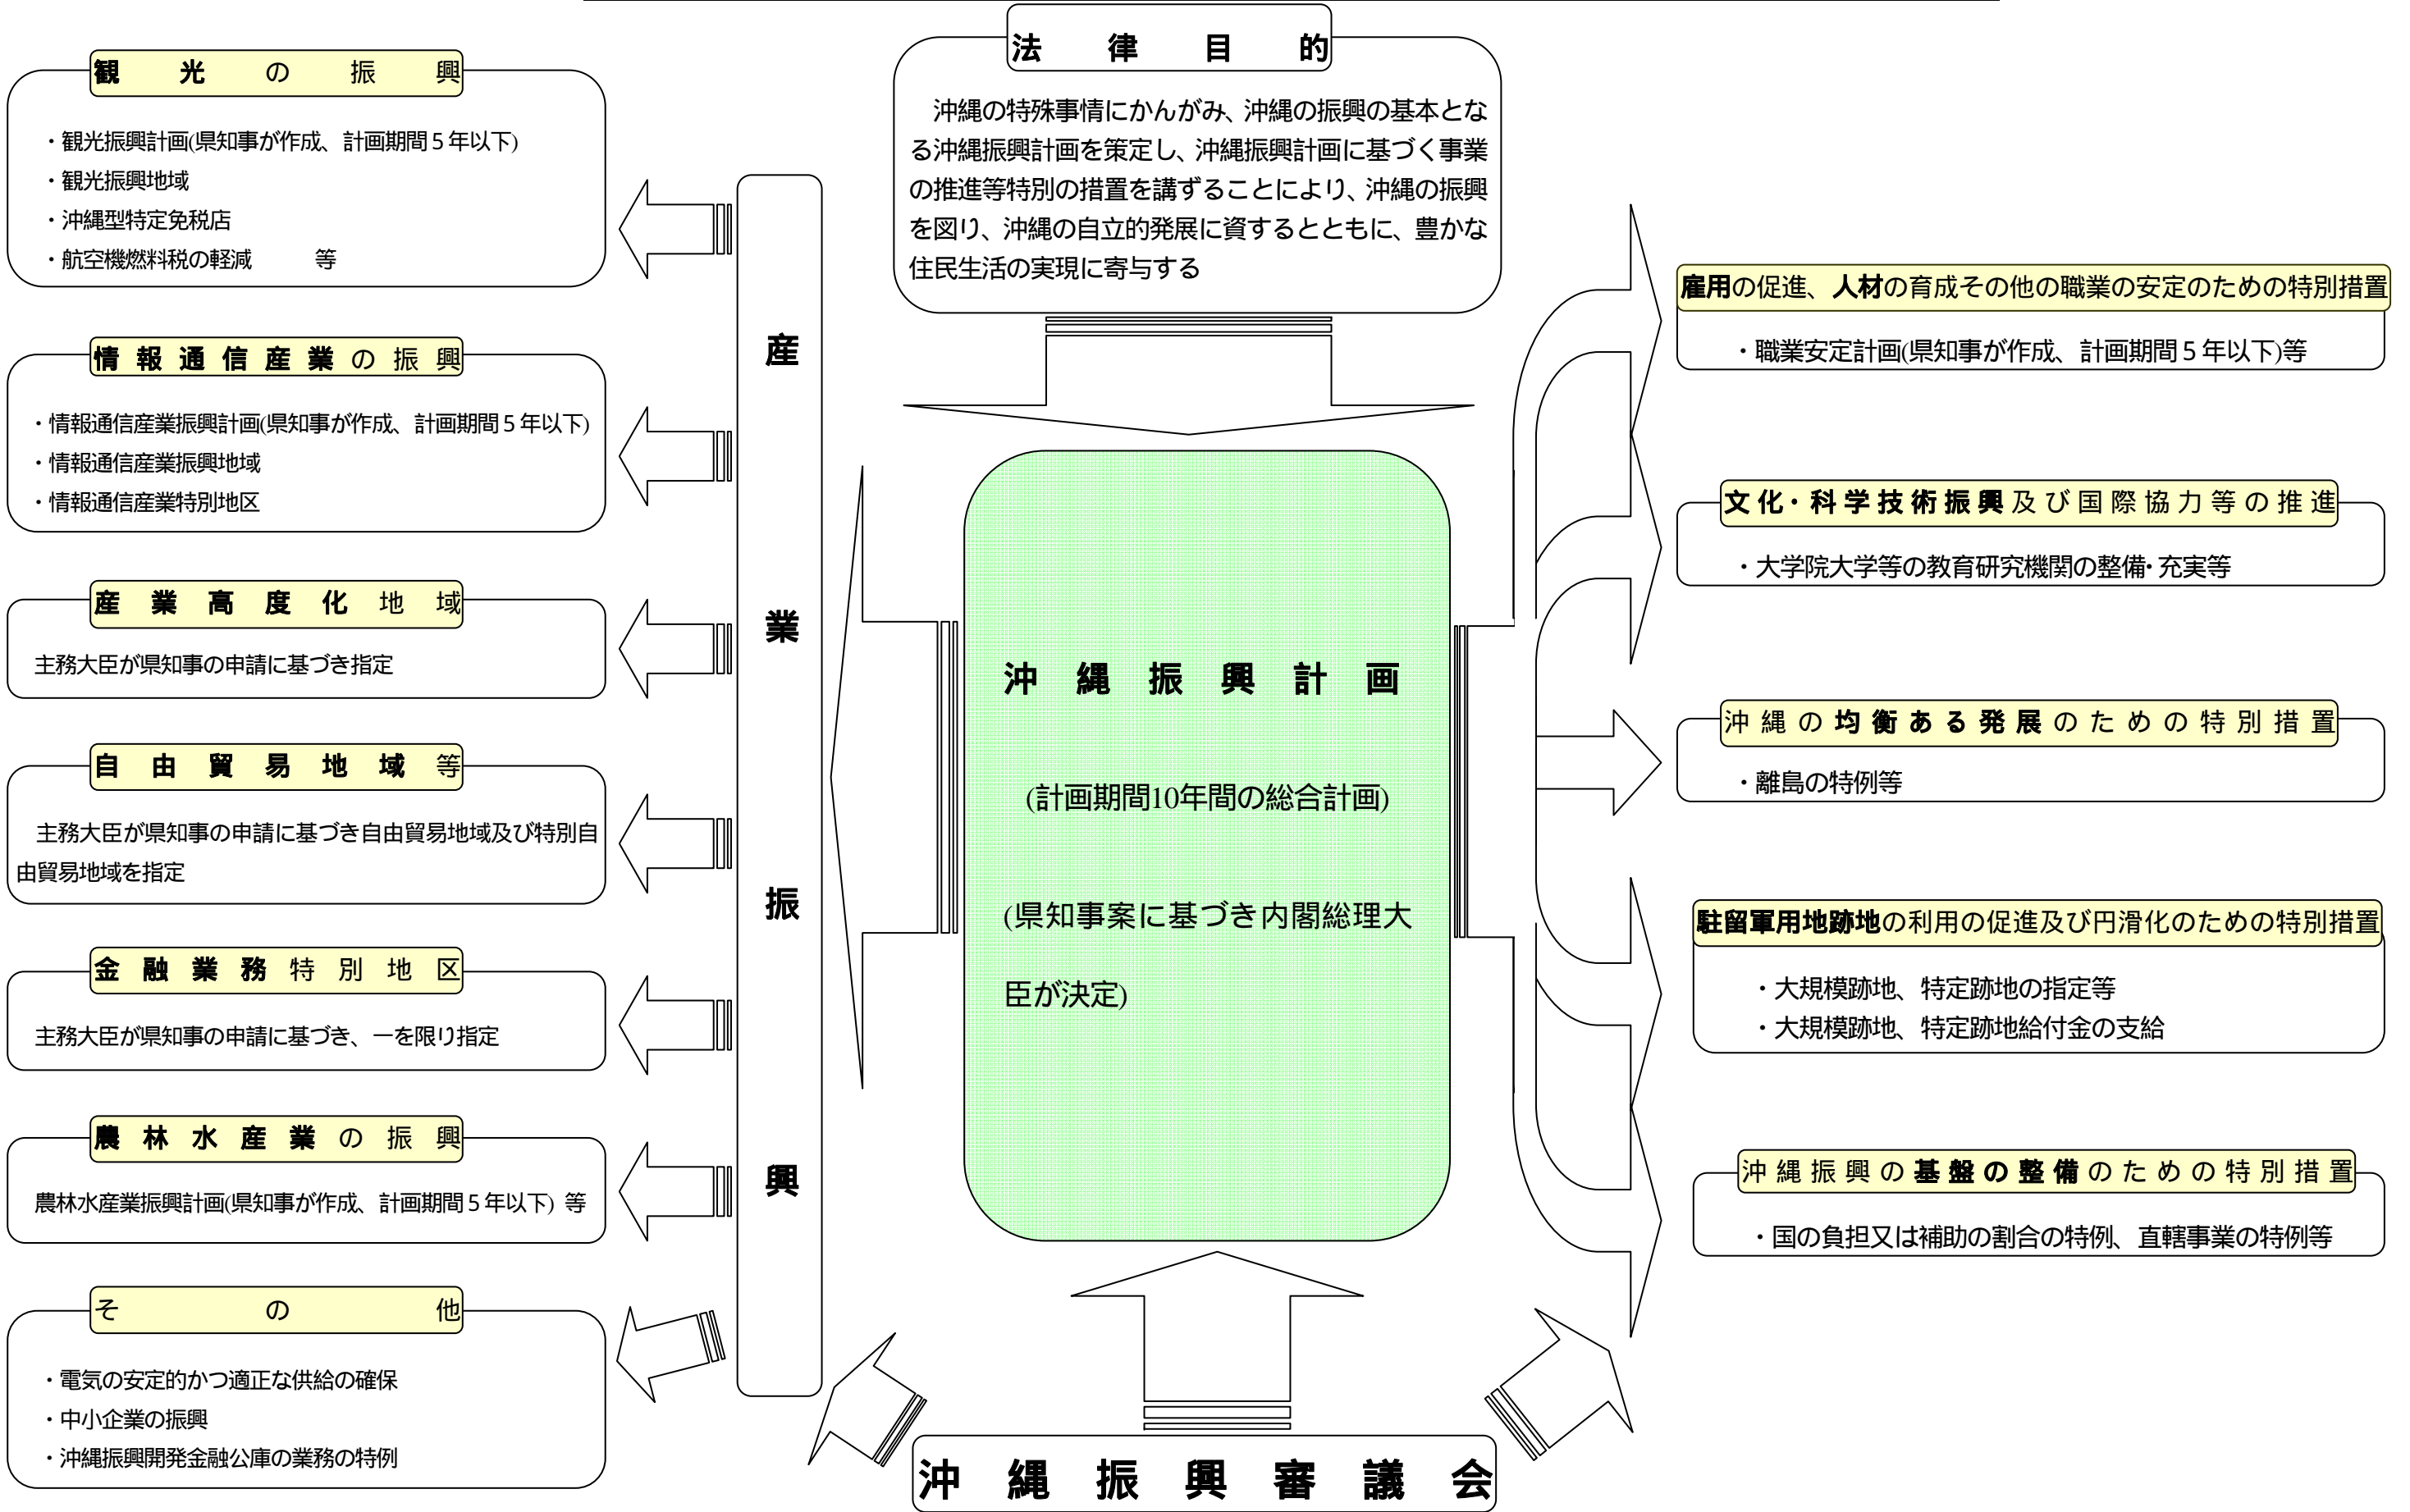 法律目的
沖縄の特殊事情にかんがみ、沖縄の振興の基本とな
る沖縄振興計画を策定し、沖縄振興計画に基づく事業
の推進等特別の措置を講ずることにより、沖縄の振興
を図り、沖縄の自立的発展に資するとともに、豊かな
住民生活の実現に寄与する
観光の振興
・観光振興計画(県知事が作成、計画期間5年以下)
・観光振興地域
・沖縄型特定免税店
・航空機燃料税の軽減 等
情報通信産業の振興
・情報通信産業振興計画(県知事が作成、計画期間5年以下)
・情報通信産業振興地域
・情報通信産業特別地区
産業高度化地域
主務大臣が県知事の申請に基づき指定
自由貿易地域等
主務大臣が県知事の申請に基づき自由貿易地域及び特別自
由貿易地域を指定
金融業務特別地区
主務大臣が県知事の申請に基づき、一を限り指定
農林水産業の振興
農林水産業振興計画(県知事が作成、計画期間5年以下) 等
その他
・電気の安定的かつ適正な供給の確保
・中小企業の振興
・沖縄振興開発金融公庫の業務の特例
産業振興
沖縄振興計画
(計画期間10年間の総合計画)
(県知事案に基づき内閣総理大
臣が決定)
雇用の促進、人材の育成その他の職業の安定のための特別措置
・職業安定計画(県知事が作成、計画期間5年以下)等
文化・科学技術振興及び国際協力等の推進
・大学院大学等の教育研究機関の整備・充実等
沖縄の均衡ある発展のための特別措置
・離島の特例等
駐留軍用地跡地の利用の促進及び円滑化のための特別措置
・大規模跡地、特定跡地の指定等
・大規模跡地、特定跡地給付金の支給
沖縄振興の基盤の整備のための特別措置
・国の負担又は補助の割合の特例、直轄事業の特例等
沖縄振興審議会